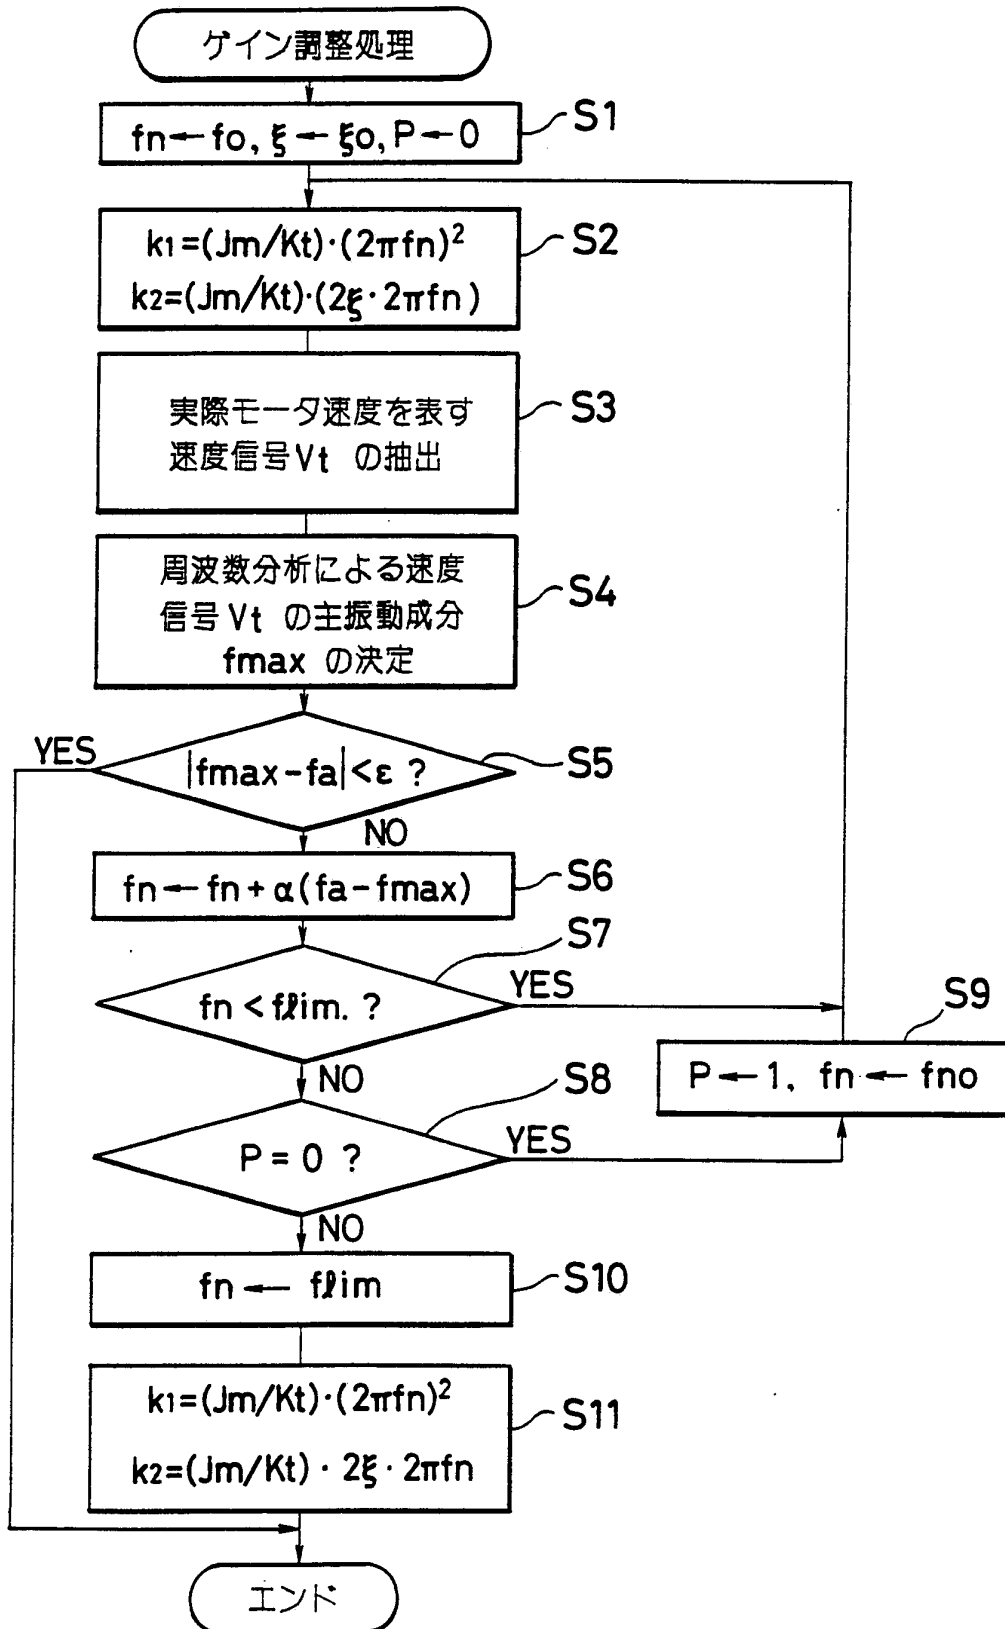 ゲイン調整処理
fn←fo, ξ←ξo, P←0
S1
k1=(Jm/Kt)·(2πfn)²
k2=(Jm/Kt)·(2ξ·2πfn)
S2
実際モータ速度を表す
速度信号Vt の抽出
S3
周波数分析による速度
信号Vt の主振動成分
fmax の決定
S4
YES
|fmax-fa|<ε ?
S5
NO
fn←fn+α(fa-fmax)
S6
S7
fn<fℓim. ?
YES
S9
P←1, fn←fno
NO
S8
P=0 ?
YES
NO
fn← fℓim
S10
k1=(Jm/Kt)·(2πfn)²
k2=(Jm/Kt)·2ξ·2πfn
S11
エンド